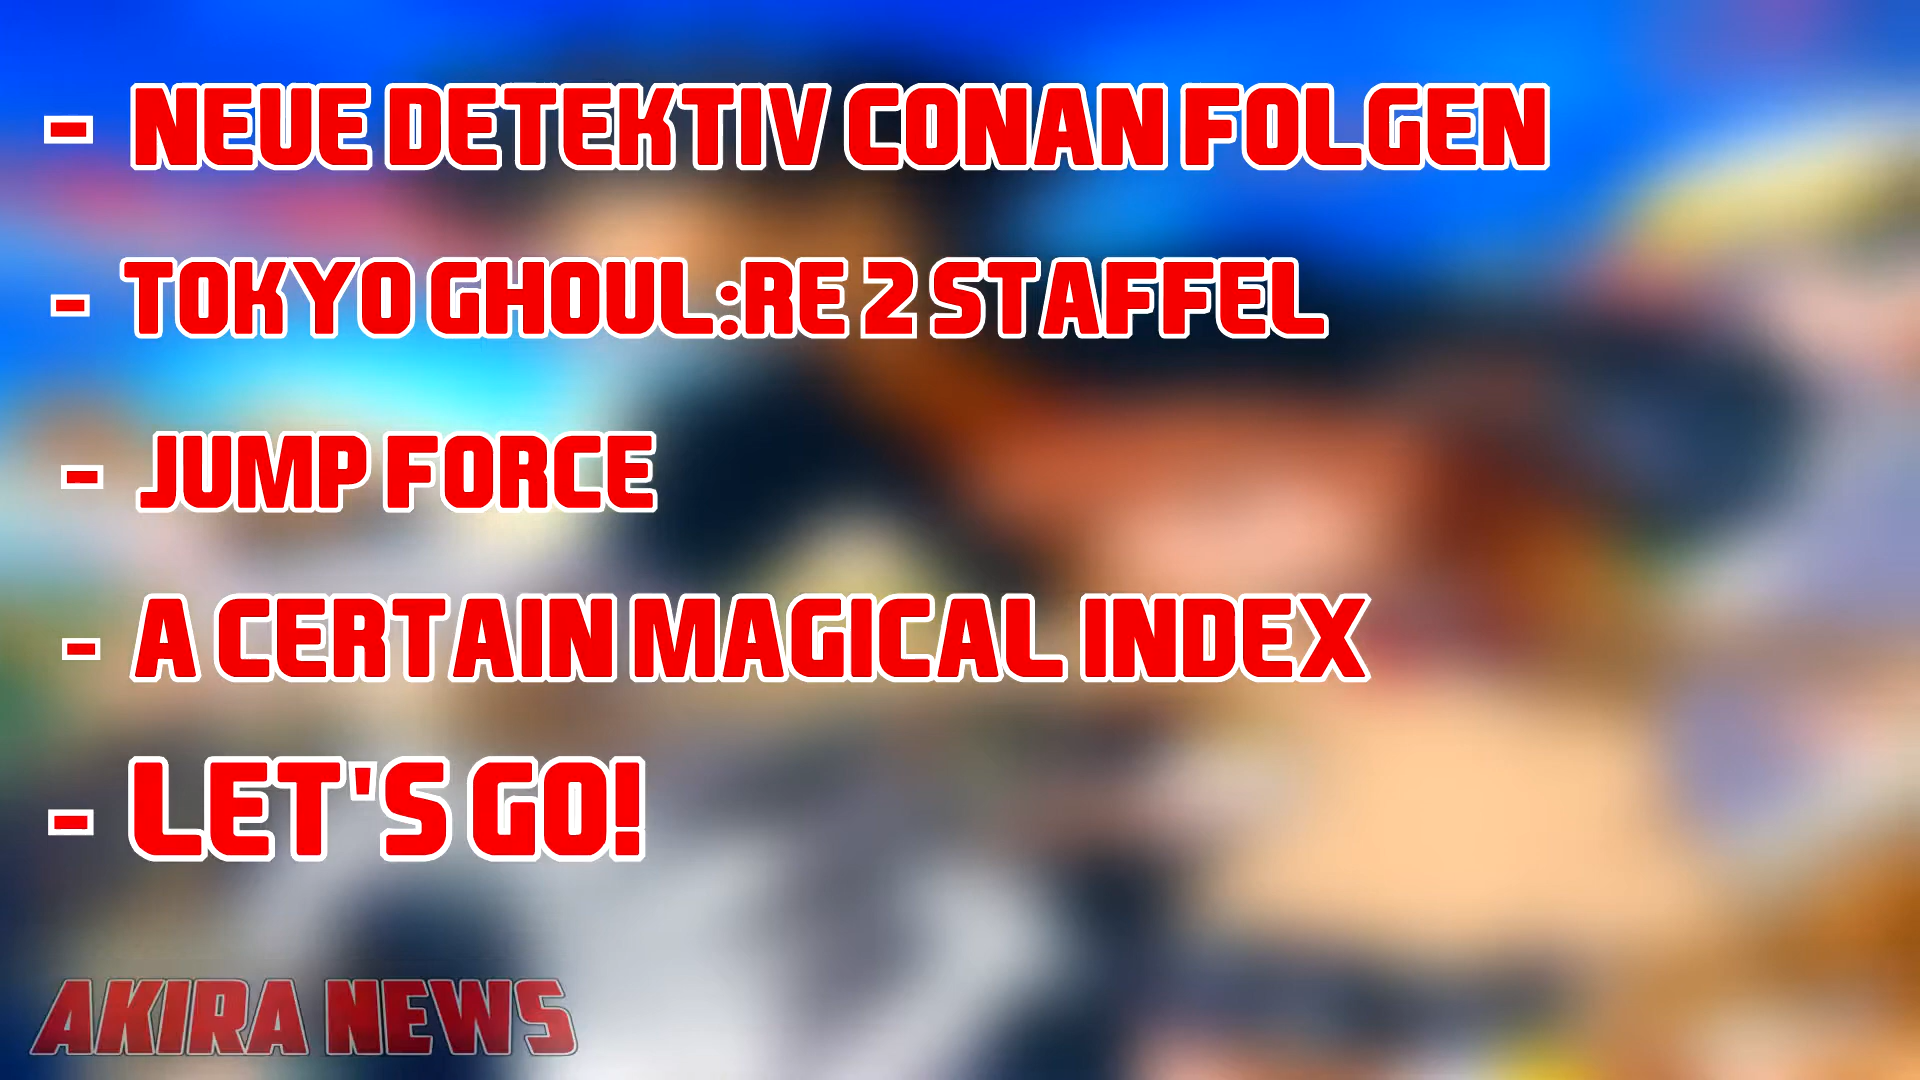 - NEUE DETEKTIV CONAN FOLGEN
- TOKYO GHOUL:RE 2 STAFFEL
- JUMP FORCE
- A CERTAIN MAGICAL INDEX
- LET'S GO!
AKIRA NEWS